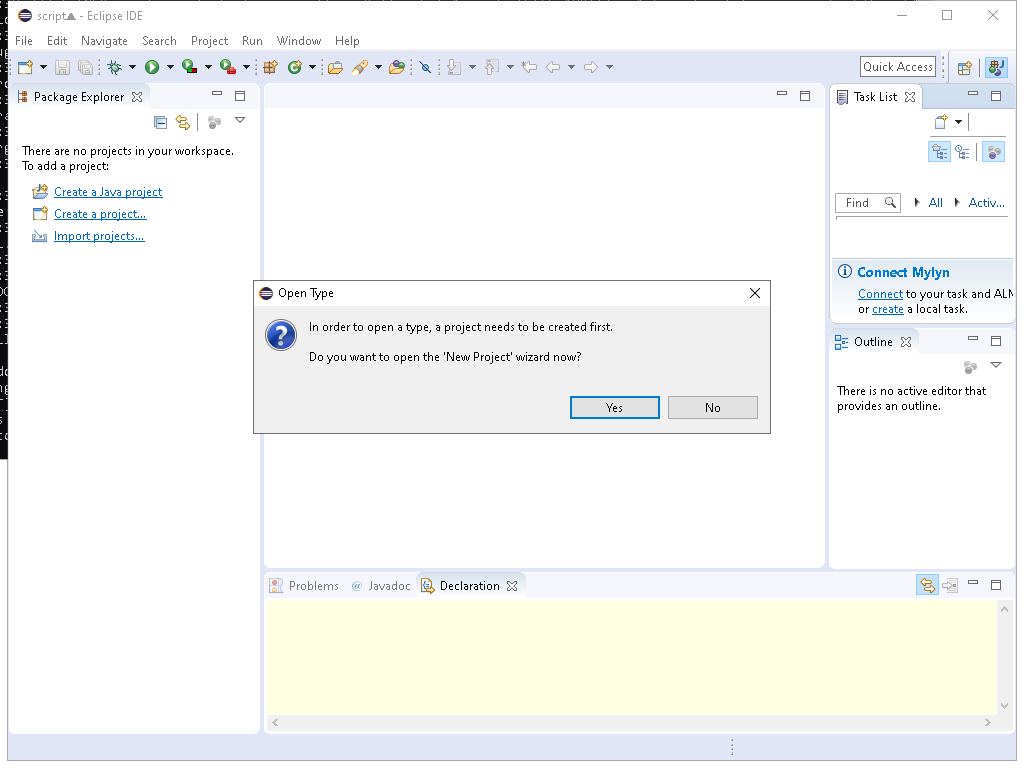 script▲ - Eclipse IDE
File Edit Navigate Search Project Run Window Help
Quick Access
Package Explorer
There are no projects in your workspace.
To add a project:
Create a Java project
Create a project...
Import projects...
Task List
Find
All
Activ...
Connect Mylyn
Connect to your task and ALM
or create a local task.
Outline
There is no active editor that
provides an outline.
Open Type
In order to open a type, a project needs to be created first.
Do you want to open the 'New Project' wizard now?
Yes
No
Problems
@ Javadoc
Declaration